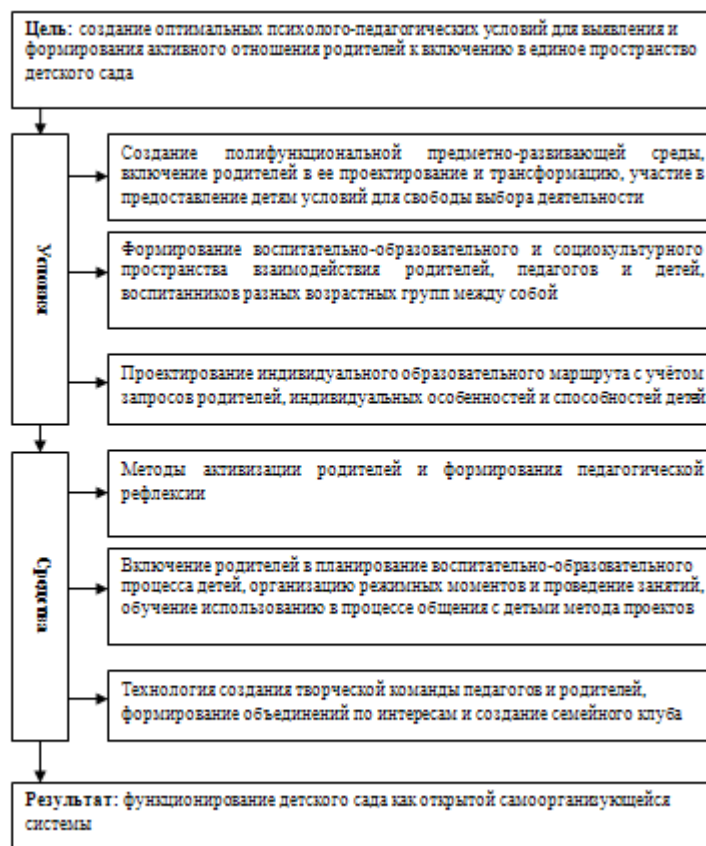 Цель: создание оптимальных психолого-педагогических условий для выявления и
формирования активного отношения родителей к включению в единое пространство
детского сада
Условия
Создание полифункциональной предметно-развивающей среды,
включение родителей в ее проектирование и трансформацию, участие в
предоставление детям условий для свободы выбора деятельности
Формирование воспитательно-образовательного и социокультурного
пространства взаимодействия родителей, педагогов и детей,
воспитанников разных возрастных групп между собой
Проектирование индивидуального образовательного маршрута с учётом
запросов родителей, индивидуальных особенностей и способностей детей
Средства
Методы активизации родителей и формирования педагогической
рефлексии
Включение родителей в планирование воспитательно-образовательного
процесса детей, организацию режимных моментов и проведение занятий,
обучение использованию в процессе общения с детьми метода проектов
Технология создания творческой команды педагогов и родителей,
формирование объединений по интересам и создание семейного клуба
Результат: функционирование детского сада как открытой самоорганизующейся
системы